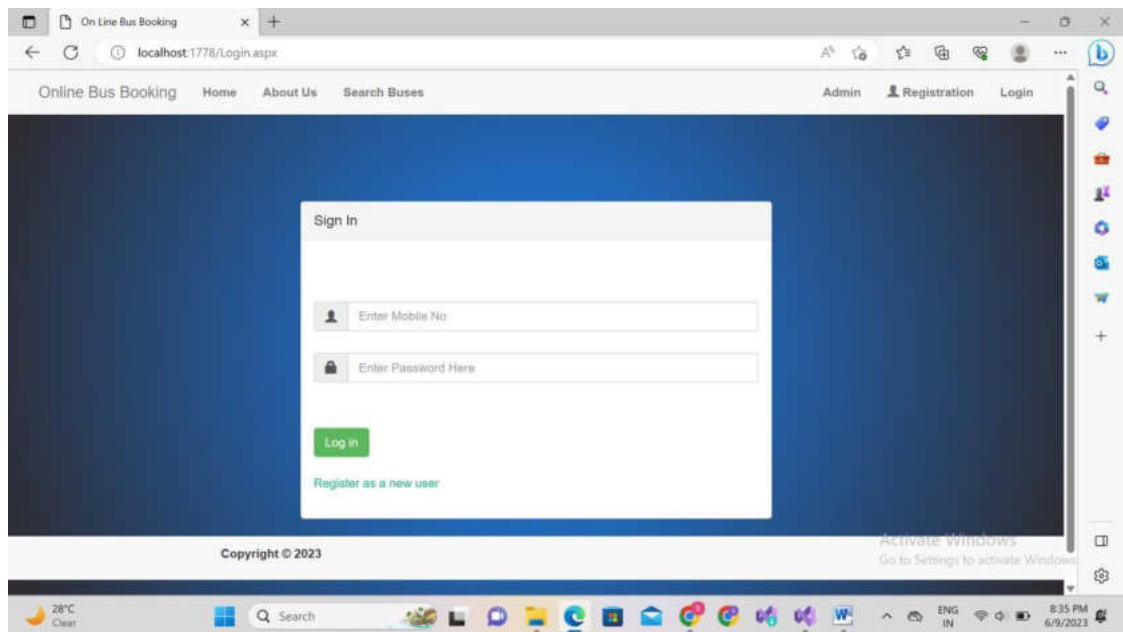 On Line Bus Booking
localhost:1778/Login.aspx
Online Bus Booking Home About Us Search Buses Admin Registration Login
Sign In
Enter Mobile No
Enter Password Here
Log in
Register as a new user
Copyright © 2023
Activate Windows
Go to Settings to activate Windows
28°C
Clear
Search
ENG
IN
8:35 PM
6/9/2023